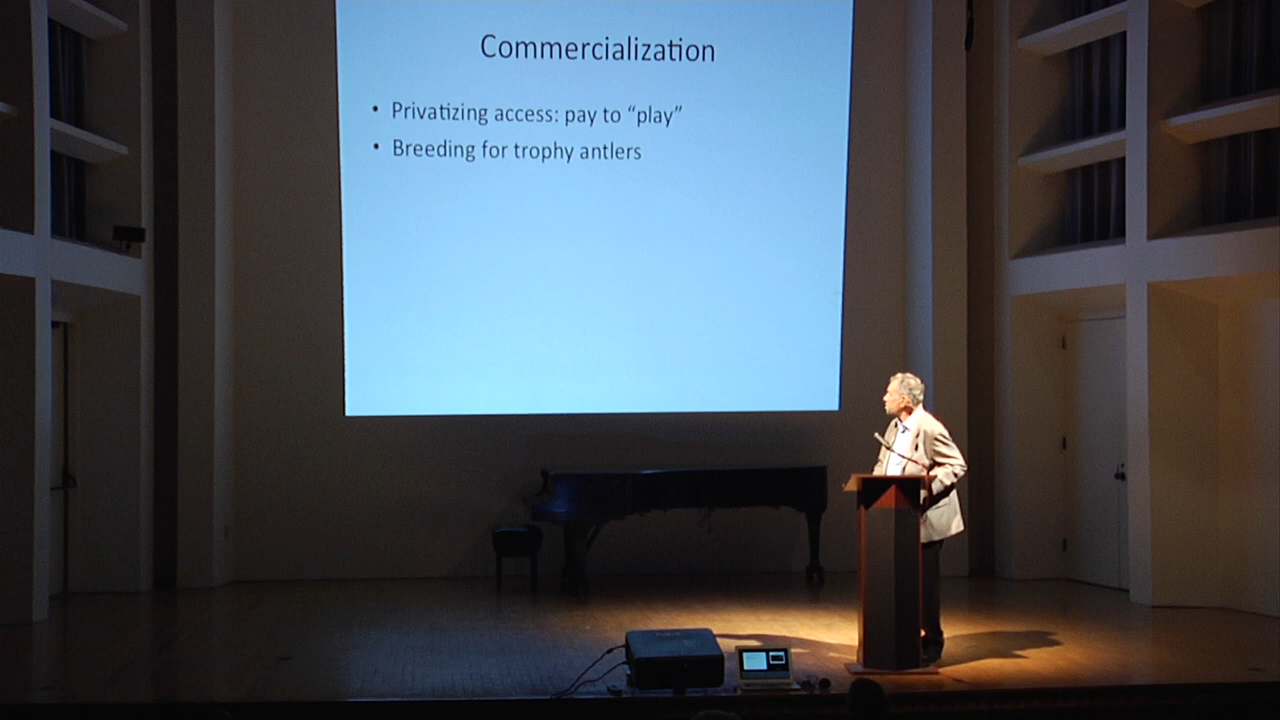 Commercialization
• Privatizing access: pay to “play”
• Breeding for trophy antlers